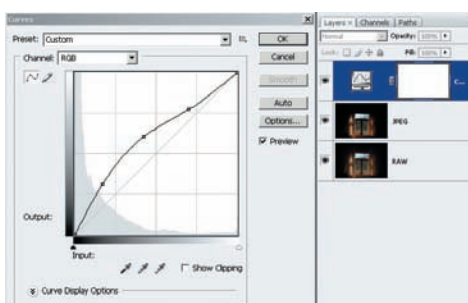 Curves
Preset: Custom
OK
Channel: RGB
Cancel
Smooth
Auto
Options...
Preview
Output:
Input:
Show Clipping
Curve Display Options
Layers × Channels Paths
Normal Opacity: 100%
Lock: Fill: 100%
C...
JPEG
RAW